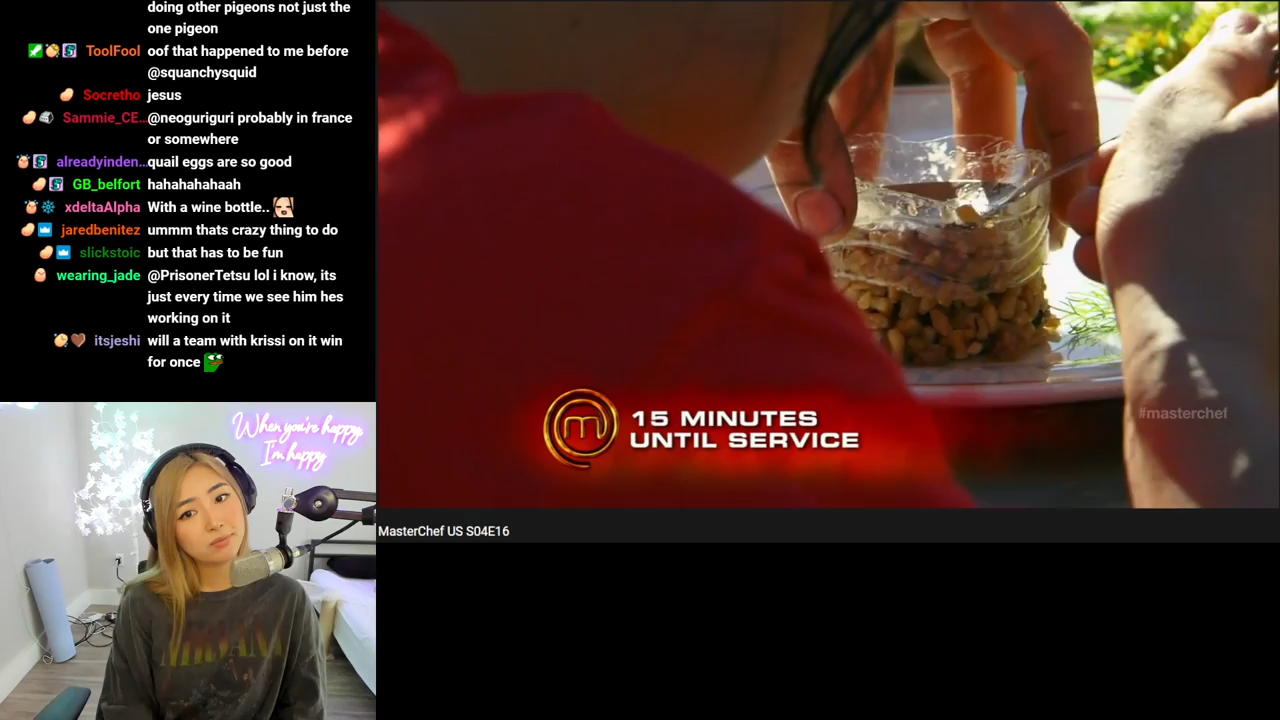 doing other pigeons not just the
one pigeon
ToolFool oof that happened to me before
@squanchysquid
Socretho jesus
Sammie_CE… @neoguriguri probably in france
or somewhere
alreadyinden… quail eggs are so good
GB_belfort hahahahahaah
xdeltaAlpha With a wine bottle..
jaredbenitez ummm thats crazy thing to do
slickstoic but that has to be fun
wearing_jade @PrisonerTetsu lol i know, its
just every time we see him hes
working on it
itsjeshi will a team with krissi on it win
for once
When you're happy,
I'm happy
NIRVANA
15 MINUTES
UNTIL SERVICE
#masterchef
MasterChef US S04E16